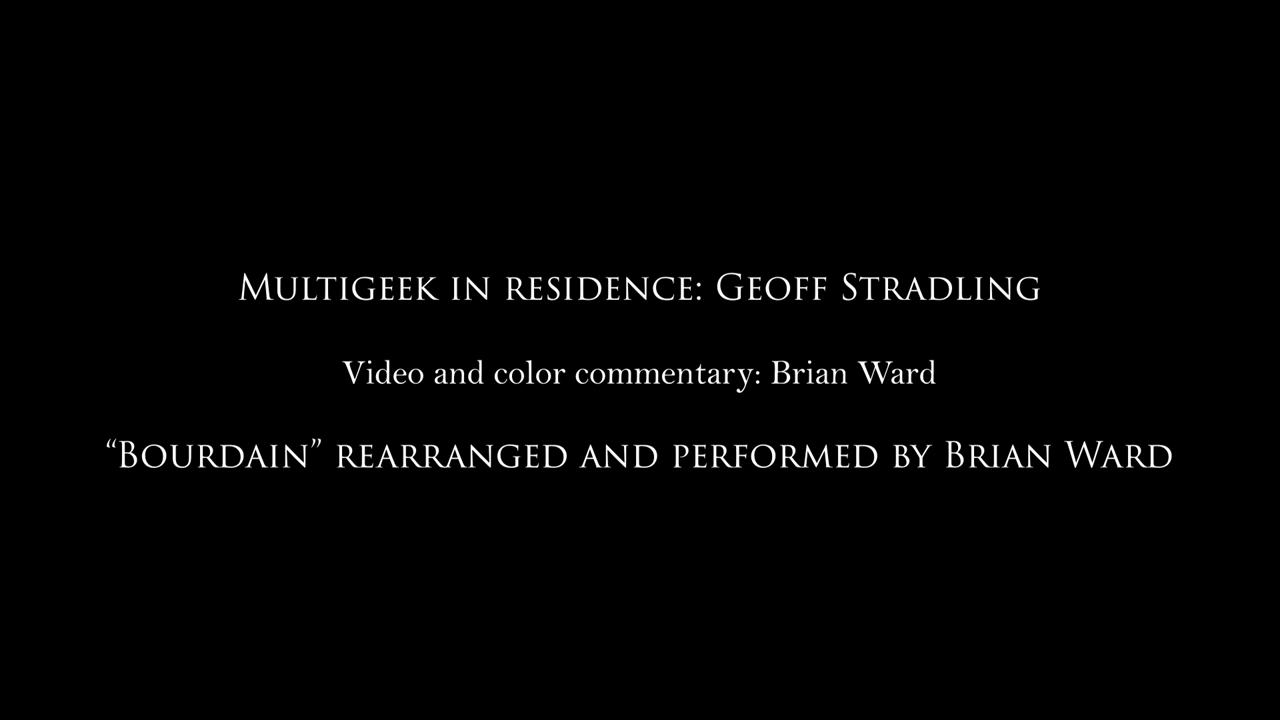 Multigeek in residence: Geoff Stradling
Video and color commentary: Brian Ward
“Bourdain” rearranged and performed by Brian Ward